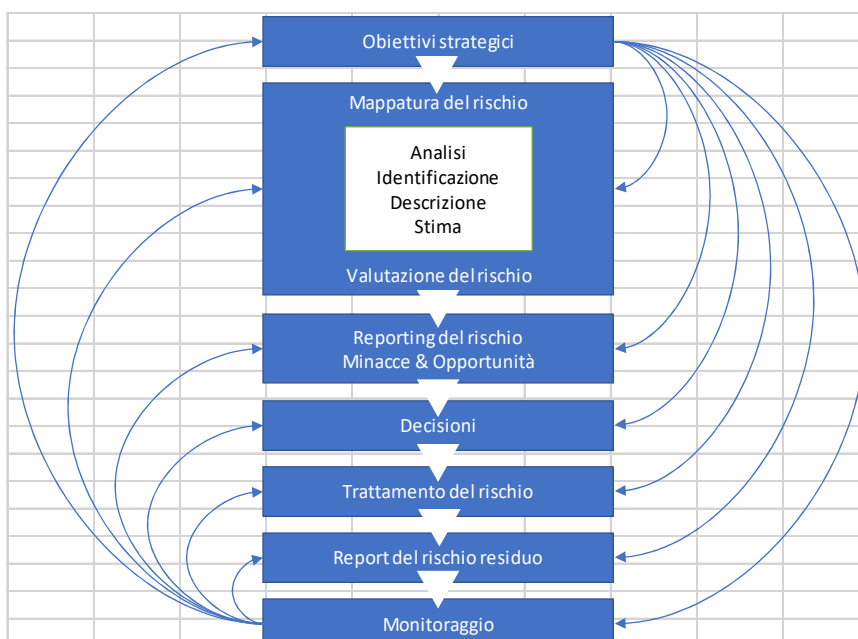 Obiettivi strategici
Mappatura del rischio
Analisi
Identificazione
Descrizione
Stima
Valutazione del rischio
Reporting del rischio
Minacce & Opportunità
Decisioni
Trattamento del rischio
Report del rischio residuo
Monitoraggio